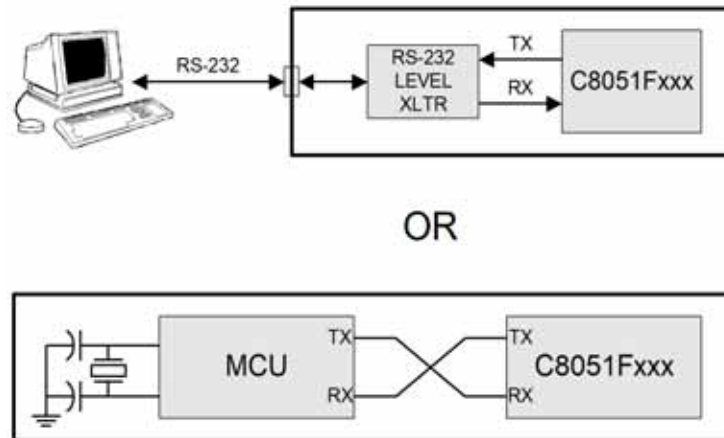 RS-232
RS-232
LEVEL
XLTR
TX
RX
C8051Fxxx
OR
MCU
TX
RX
TX
RX
C8051Fxxx